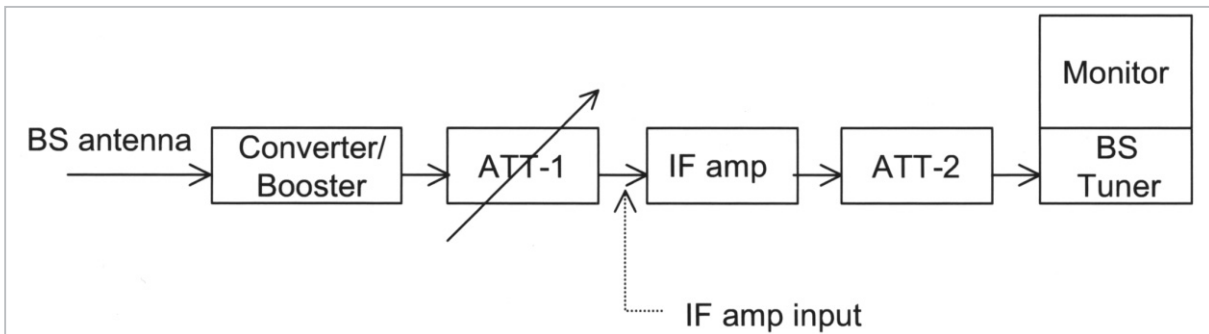 Monitor
BS antenna
Converter/
Booster
ATT-1
IF amp
ATT-2
BS
Tuner
IF amp input